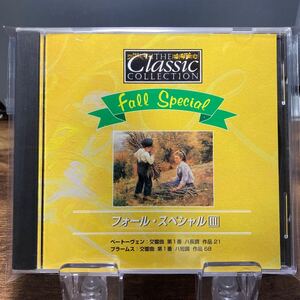 THE
Classic
COLLECTION
Fall Special
フォール・スペシャル III
ベートーヴェン：交響曲 第1番 ハ長調 作品21
ブラームス：交響曲 第1番 ハ短調 作品68